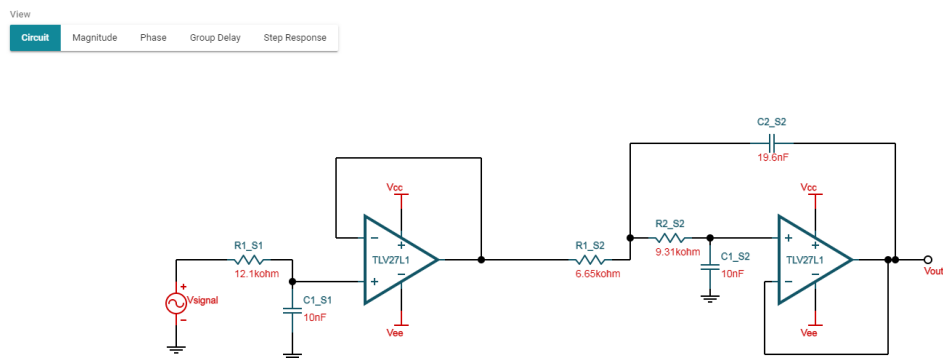 View
Circuit Magnitude Phase Group Delay Step Response
C2_S2
19.6nF
Vcc
Vcc
R1_S1
12.1kohm
TLV27L1
R1_S2
6.65kohm
R2_S2
9.31kohm
C1_S2
10nF
TLV27L1
Vout
Vsignal
C1_S1
10nF
Vee
Vee